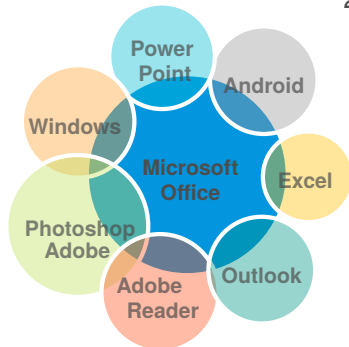 Power
Point
Android
Windows
Microsoft
Office
Excel
Photoshop
Adobe
Outlook
Adobe
Reader